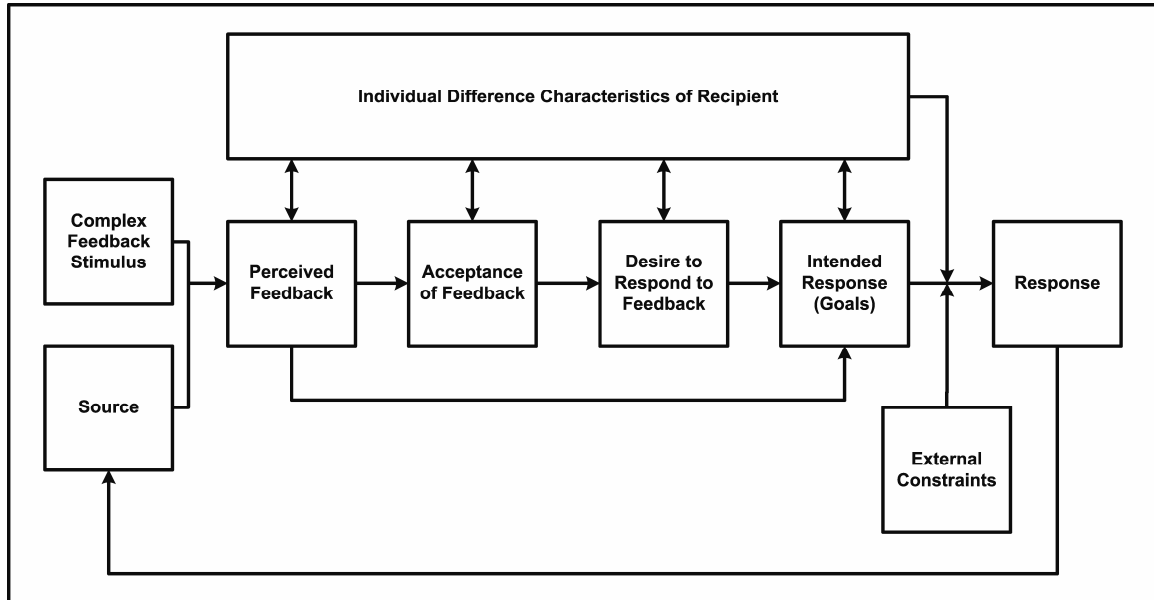 Individual Difference Characteristics of Recipient
Complex
Feedback
Stimulus
Perceived
Feedback
Acceptance
of Feedback
Desire to
Respond to
Feedback
Intended
Response
(Goals)
Response
Source
External
Constraints